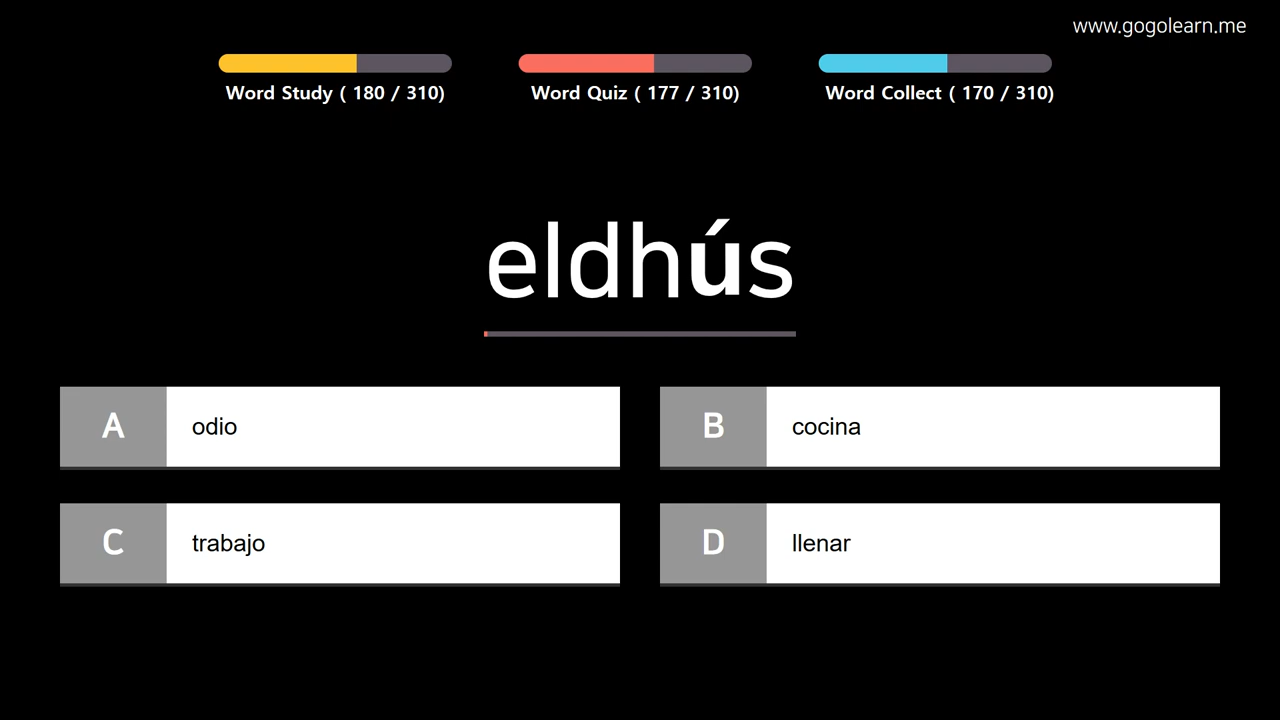 www.gogolearn.me
Word Study ( 180 / 310)
Word Quiz ( 177 / 310)
Word Collect ( 170 / 310)
eldhús
A odio
B cocina
C trabajo
D llenar